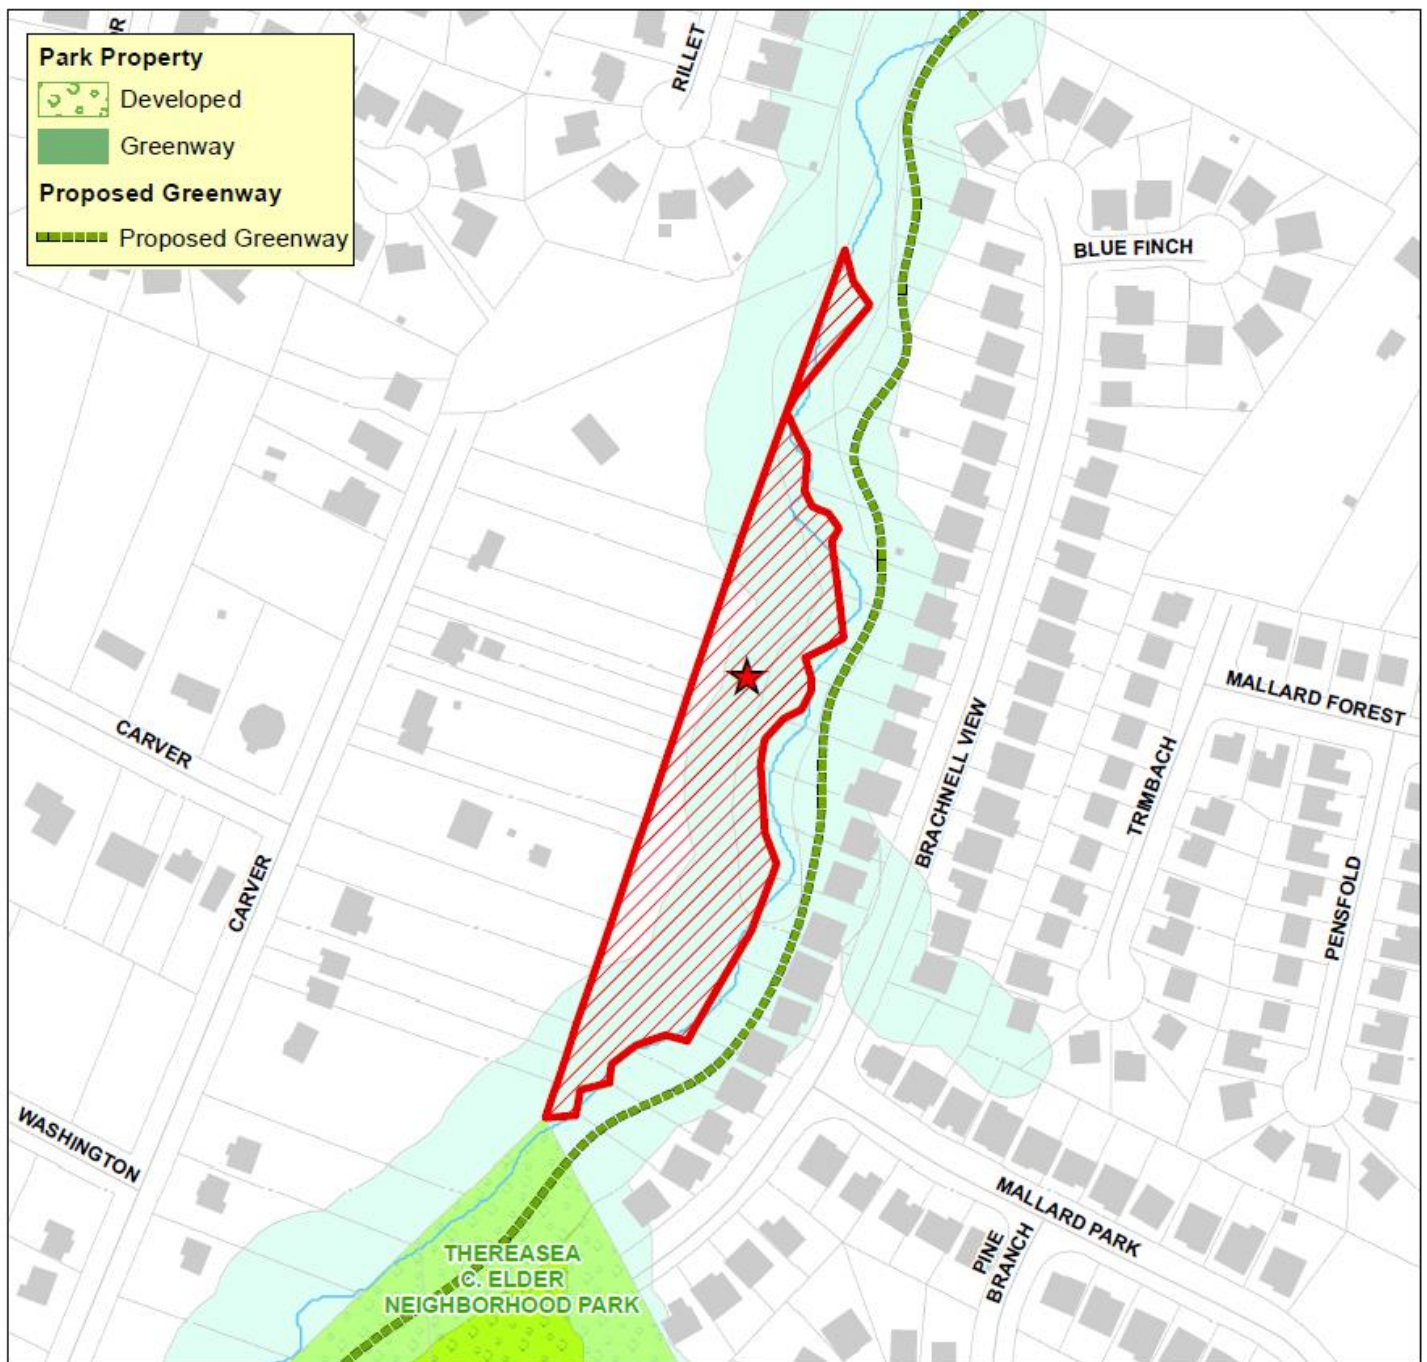 Park Property
Developed
Greenway
Proposed Greenway
Proposed Greenway
RILLET
BLUE FINCH
MALLARD FOREST
CARVER
BRACHNELL VIEW
TRIMBACH
CARVER
PENSFOLD
WASHINGTON
MALLARD PARK
PINE
BRANCH
THEREASEA
C. ELDER
NEIGHBORHOOD PARK